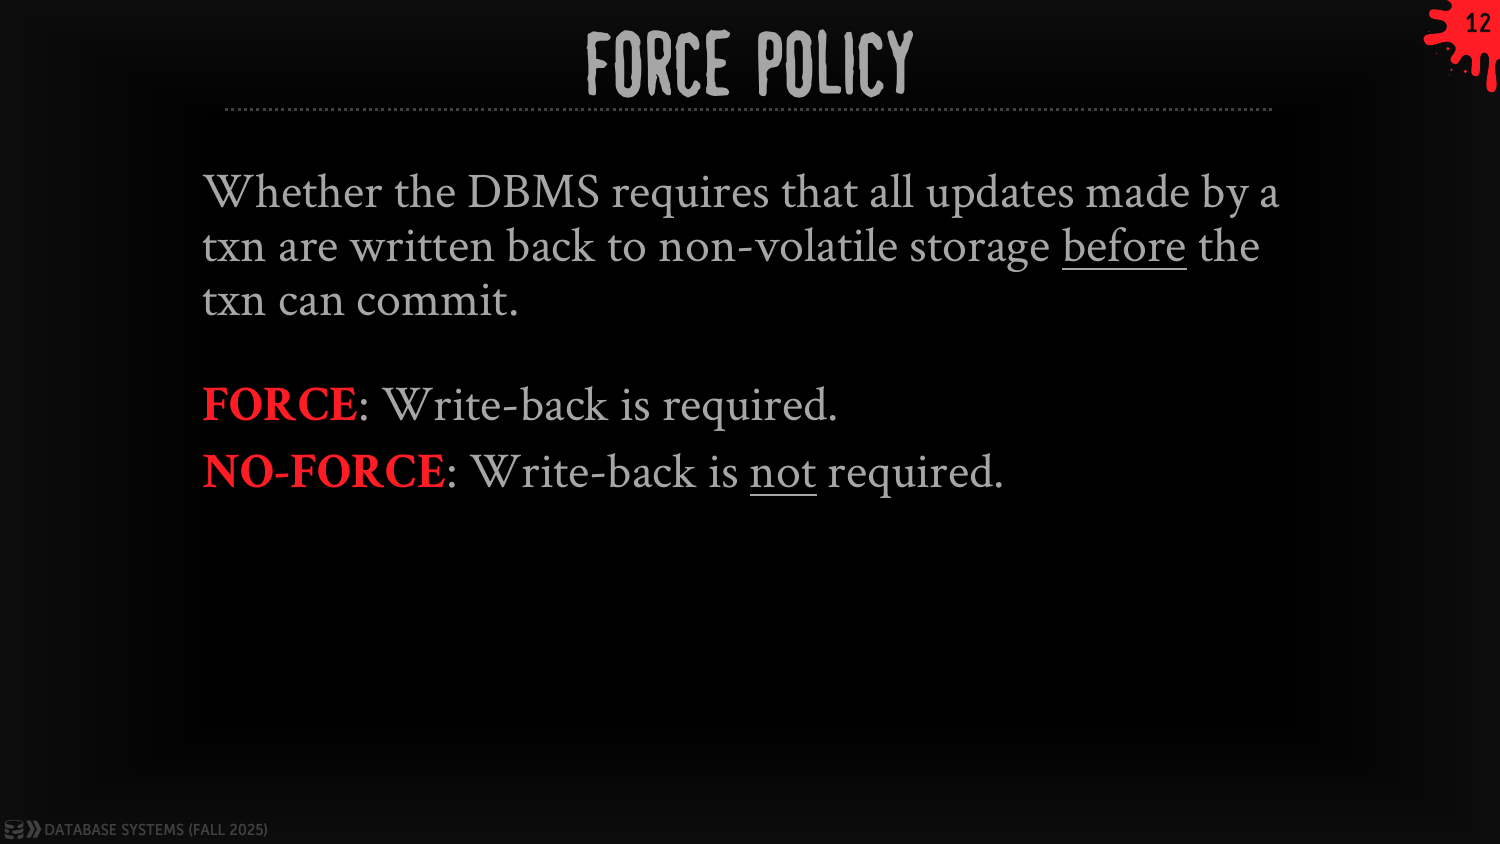 FORCE POLICY
12
Whether the DBMS requires that all updates made by a
txn are written back to non-volatile storage before the
txn can commit.
FORCE: Write-back is required.
NO-FORCE: Write-back is not required.
DATABASE SYSTEMS (FALL 2025)